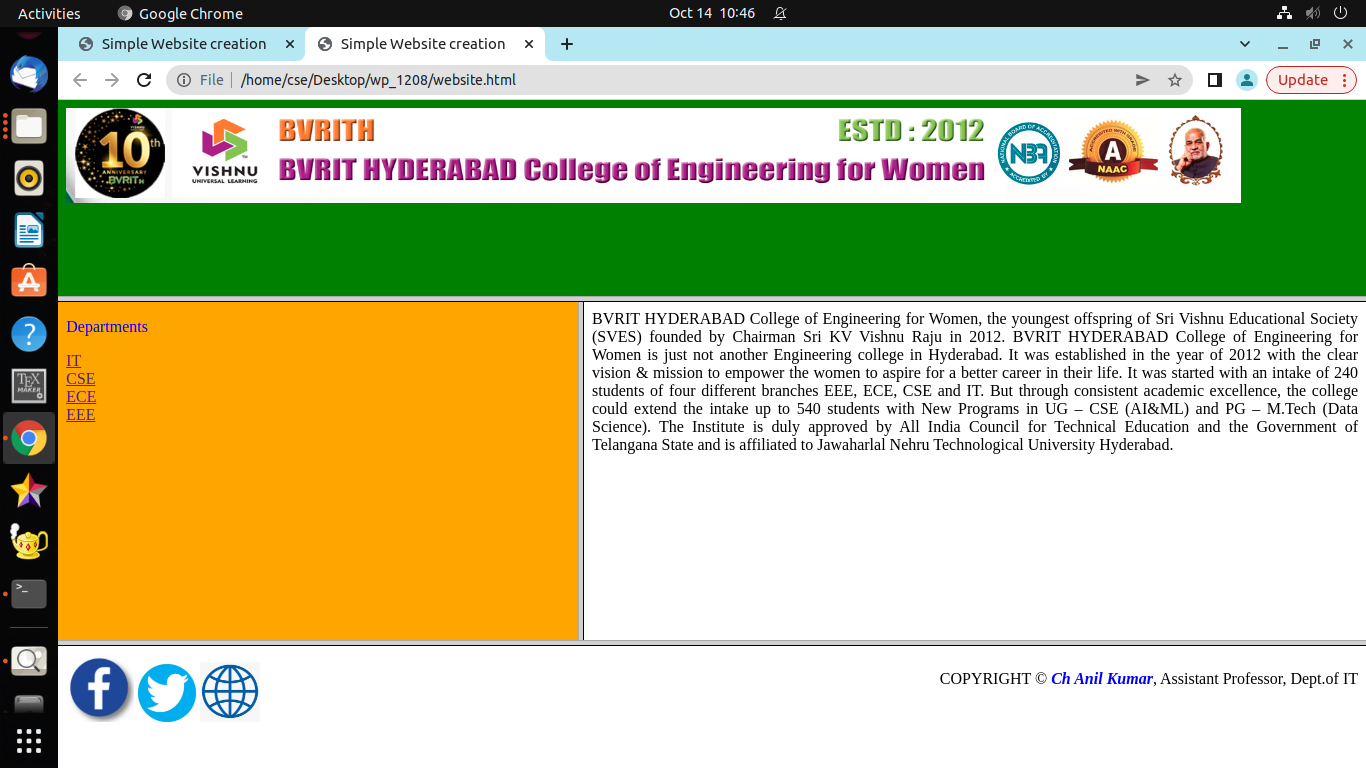 Activities Google Chrome Oct 14 10:46
Simple Website creation Simple Website creation
File /home/cse/Desktop/wp_1208/website.html Update
10th ANNIVERSARY BVRITH
VISHNU
UNIVERSAL LEARNING
BVRITH ESTD : 2012
BVRIT HYDERABAD College of Engineering for Women
NATIONAL BOARD OF ACCREDITATION
NBA
ACCREDITED BY
A
NAAC
Departments
IT
CSE
ECE
EEE
BVRIT HYDERABAD College of Engineering for Women, the youngest offspring of Sri Vishnu Educational Society
(SVES) founded by Chairman Sri KV Vishnu Raju in 2012. BVRIT HYDERABAD College of Engineering for
Women is just not another Engineering college in Hyderabad. It was established in the year of 2012 with the clear
vision & mission to empower the women to aspire for a better career in their life. It was started with an intake of 240
students of four different branches EEE, ECE, CSE and IT. But through consistent academic excellence, the college
could extend the intake up to 540 students with New Programs in UG – CSE (AI&ML) and PG – M.Tech (Data
Science). The Institute is duly approved by All India Council for Technical Education and the Government of
Telangana State and is affiliated to Jawaharlal Nehru Technological University Hyderabad.
TEX
MAKER
COPYRIGHT © Ch Anil Kumar, Assistant Professor, Dept.of IT